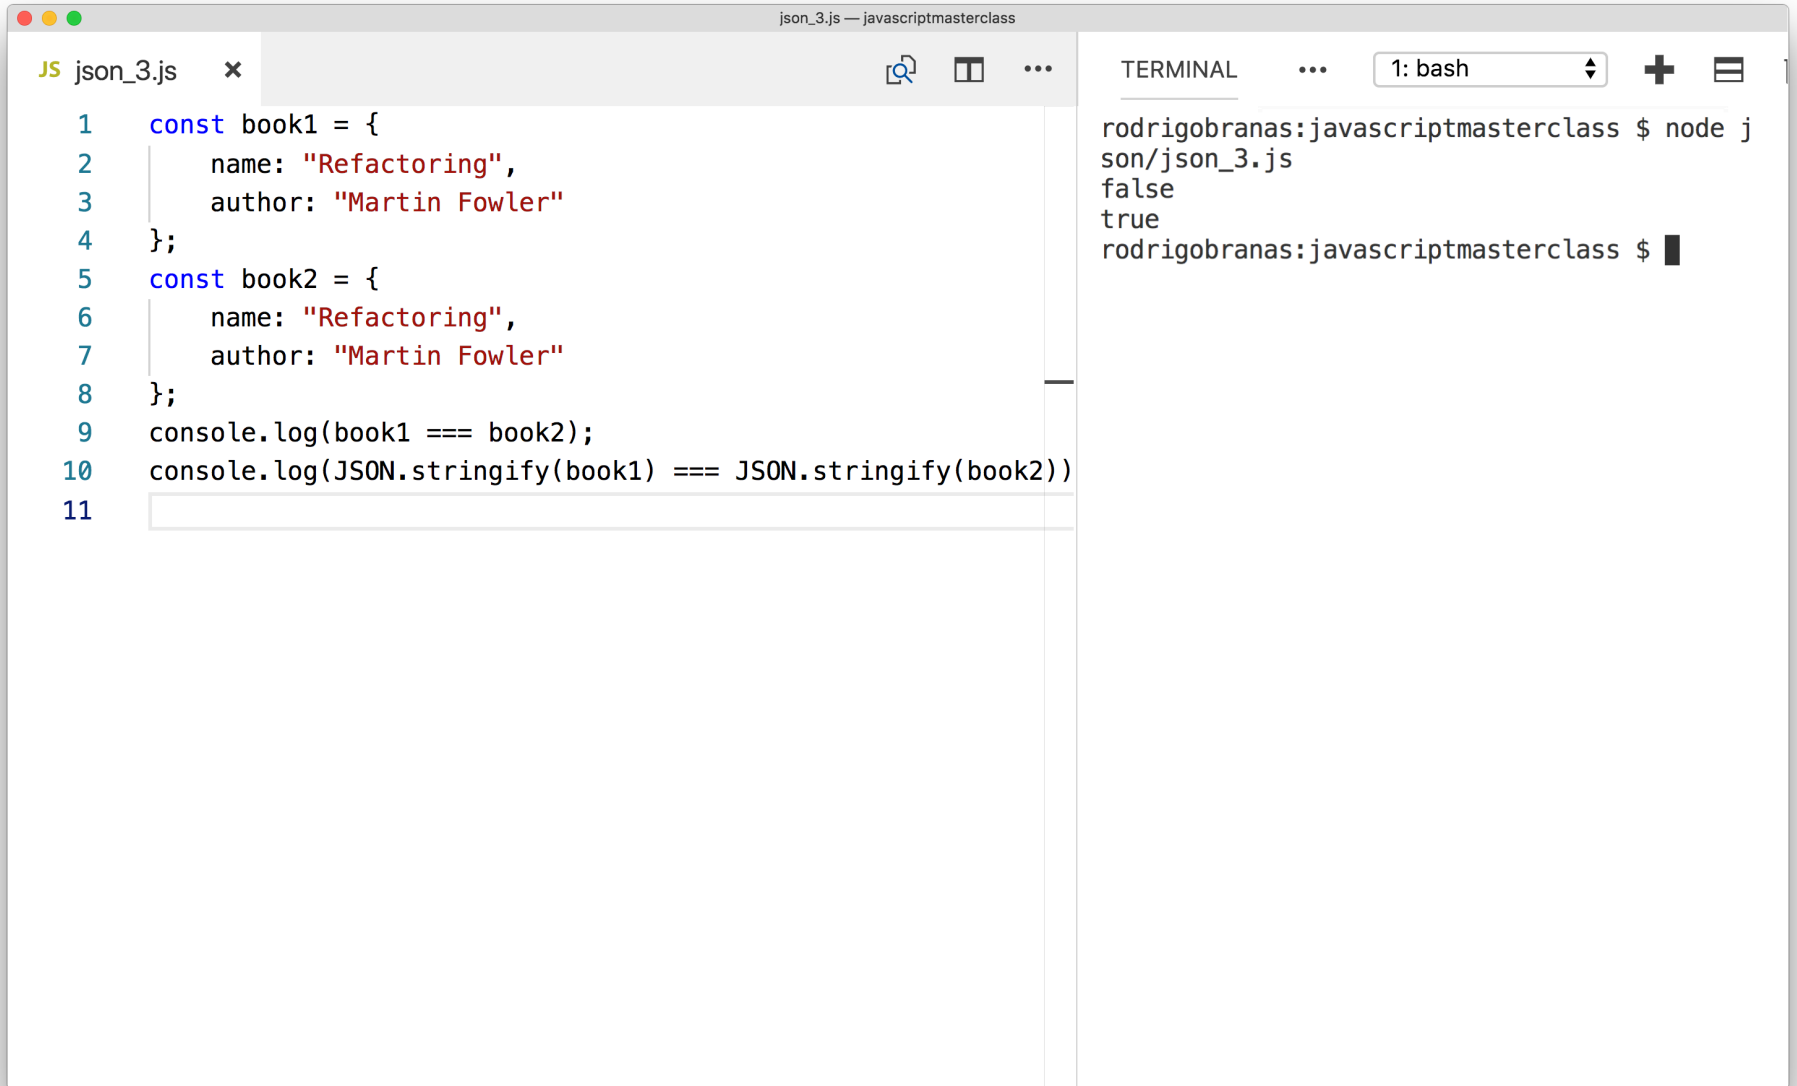 json_3.js — javascriptmasterclass
JS json_3.js
1 const book1 = {
2 name: "Refactoring",
3 author: "Martin Fowler"
4 };
5 const book2 = {
6 name: "Refactoring",
7 author: "Martin Fowler"
8 };
9 console.log(book1 === book2);
10 console.log(JSON.stringify(book1) === JSON.stringify(book2))
11
TERMINAL ••• 1: bash
rodrigobranas:javascriptmasterclass $ node j
son/json_3.js
false
true
rodrigobranas:javascriptmasterclass $